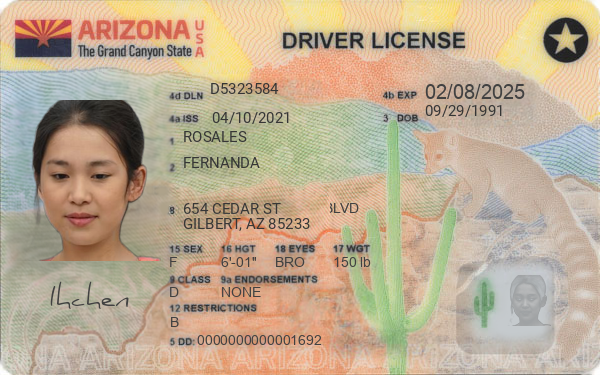 ARIZONA USA
The Grand Canyon State
DRIVER LICENSE
4d DLN D5323584
4b EXP 02/08/2025
4a ISS 04/10/2021
3 DOB 09/29/1991
1 ROSALES
2 FERNANDA
8 654 CEDAR ST BLVD
GILBERT, AZ 85233
15 SEX F
16 HGT 6'-01"
18 EYES BRO
17 WGT 150 lb
9 CLASS D
9a ENDORSEMENTS NONE
12 RESTRICTIONS
B
5 DD: 0000000000001692
Ihchen
ARIZONA ARIZONA ARIZONA ARIZONA